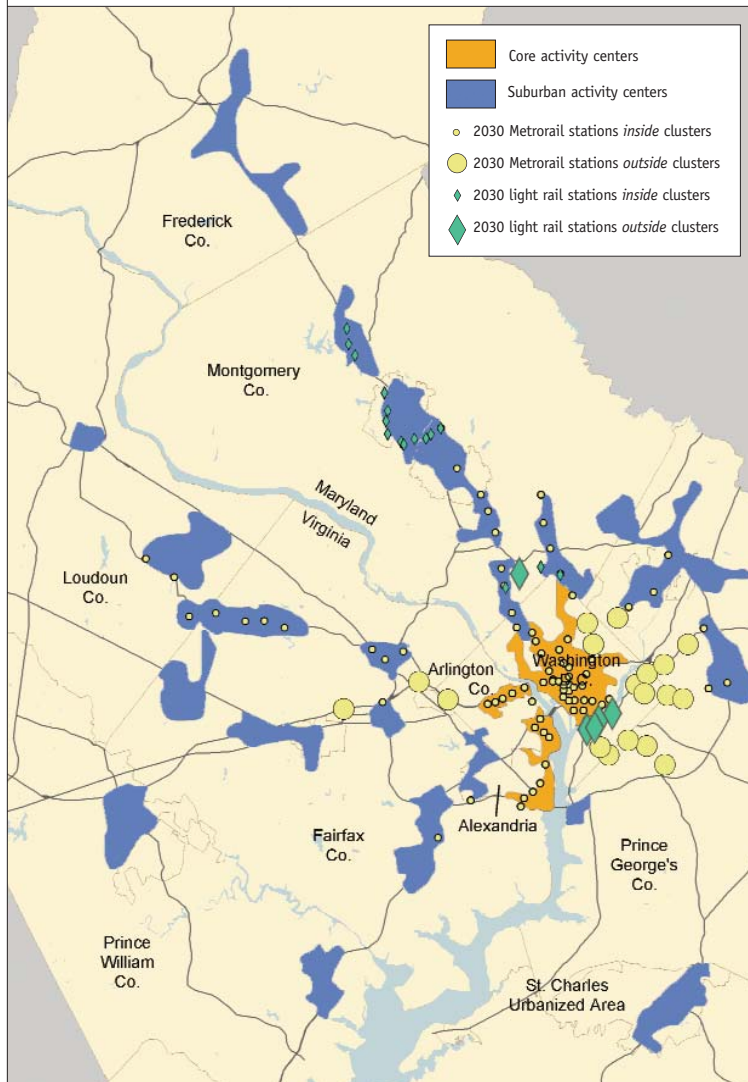 Core activity centers
Suburban activity centers
2030 Metrorail stations inside clusters
2030 Metrorail stations outside clusters
2030 light rail stations inside clusters
2030 light rail stations outside clusters
Frederick
Co.
Montgomery
Co.
Maryland
Virginia
Loudoun
Co.
Arlington
Co.
Washington
Alexandria
Fairfax
Co.
Prince
George's
Co.
Prince
William
Co.
St. Charles
Urbanized Area